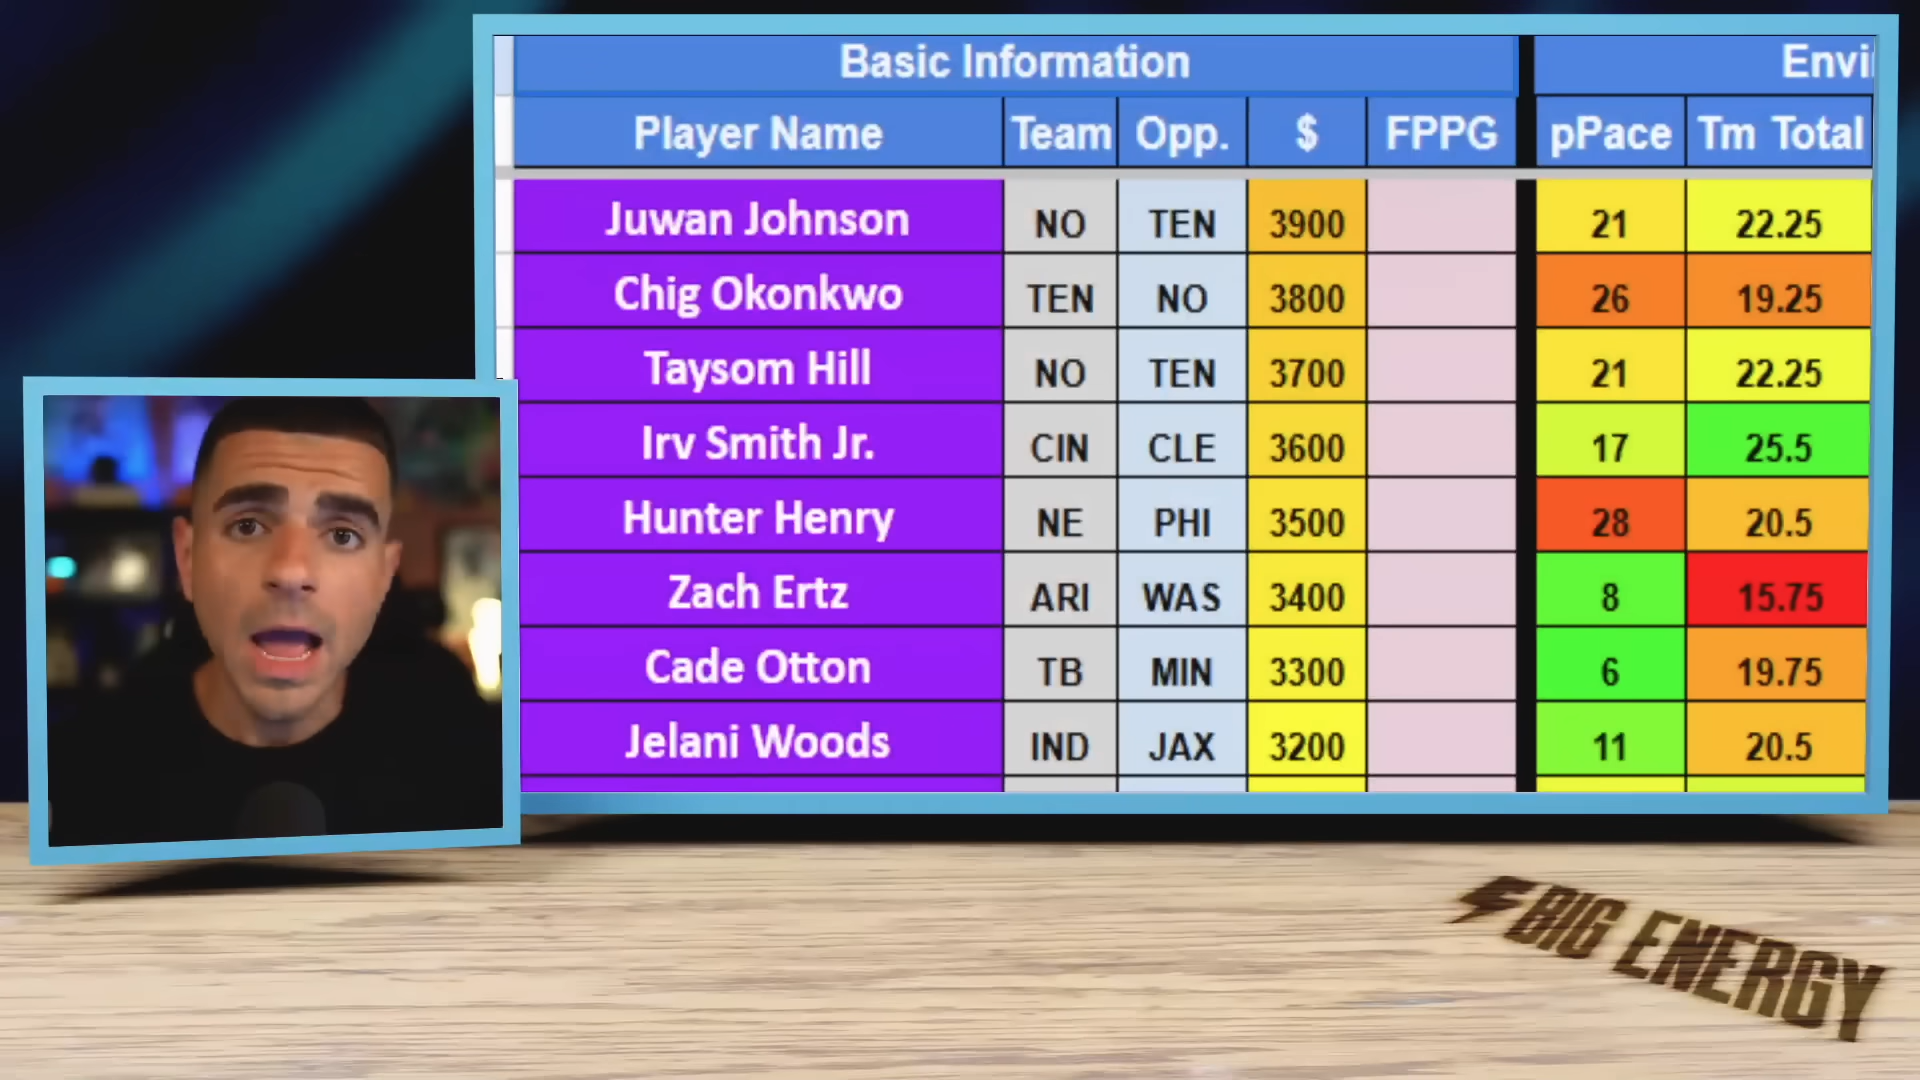 Basic Information
Player Name Team Opp. $ FPPG pPace Tm Total
Juwan Johnson NO TEN 3900 21 22.25
Chig Okonkwo TEN NO 3800 26 19.25
Taysom Hill NO TEN 3700 21 22.25
Irv Smith Jr. CIN CLE 3600 17 25.5
Hunter Henry NE PHI 3500 28 20.5
Zach Ertz ARI WAS 3400 8 15.75
Cade Otton TB MIN 3300 6 19.75
Jelani Woods IND JAX 3200 11 20.5
BIG ENERGY